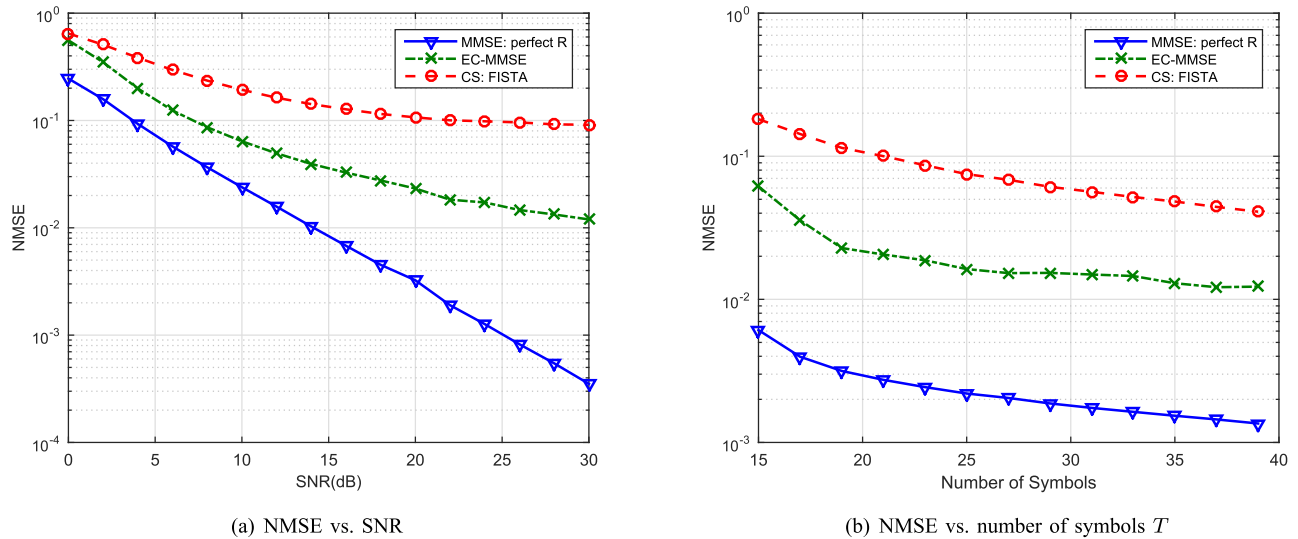 10^0
10^-1
10^-2
10^-3
10^-4
NMSE
0 5 10 15 20 25 30
SNR(dB)
MMSE: perfect R
EC-MMSE
CS: FISTA
(a) NMSE vs. SNR
10^0
10^-1
10^-2
10^-3
NMSE
15 20 25 30 35 40
Number of Symbols
MMSE: perfect R
EC-MMSE
CS: FISTA
(b) NMSE vs. number of symbols T